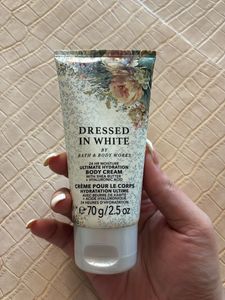 DRESSED
IN WHITE
BY
BATH & BODY WORKS
24 HR MOISTURE
ULTIMATE HYDRATION
BODY CREAM
WITH SHEA BUTTER
+ HYALURONIC ACID
CRÈME POUR LE CORPS
HYDRATATION ULTIME
AVEC BEURRE DE KARITÉ
+ ACIDE HYALURONIQUE
24 HEURES D'HYDRATATION
℮ 70 g / 2.5 oz